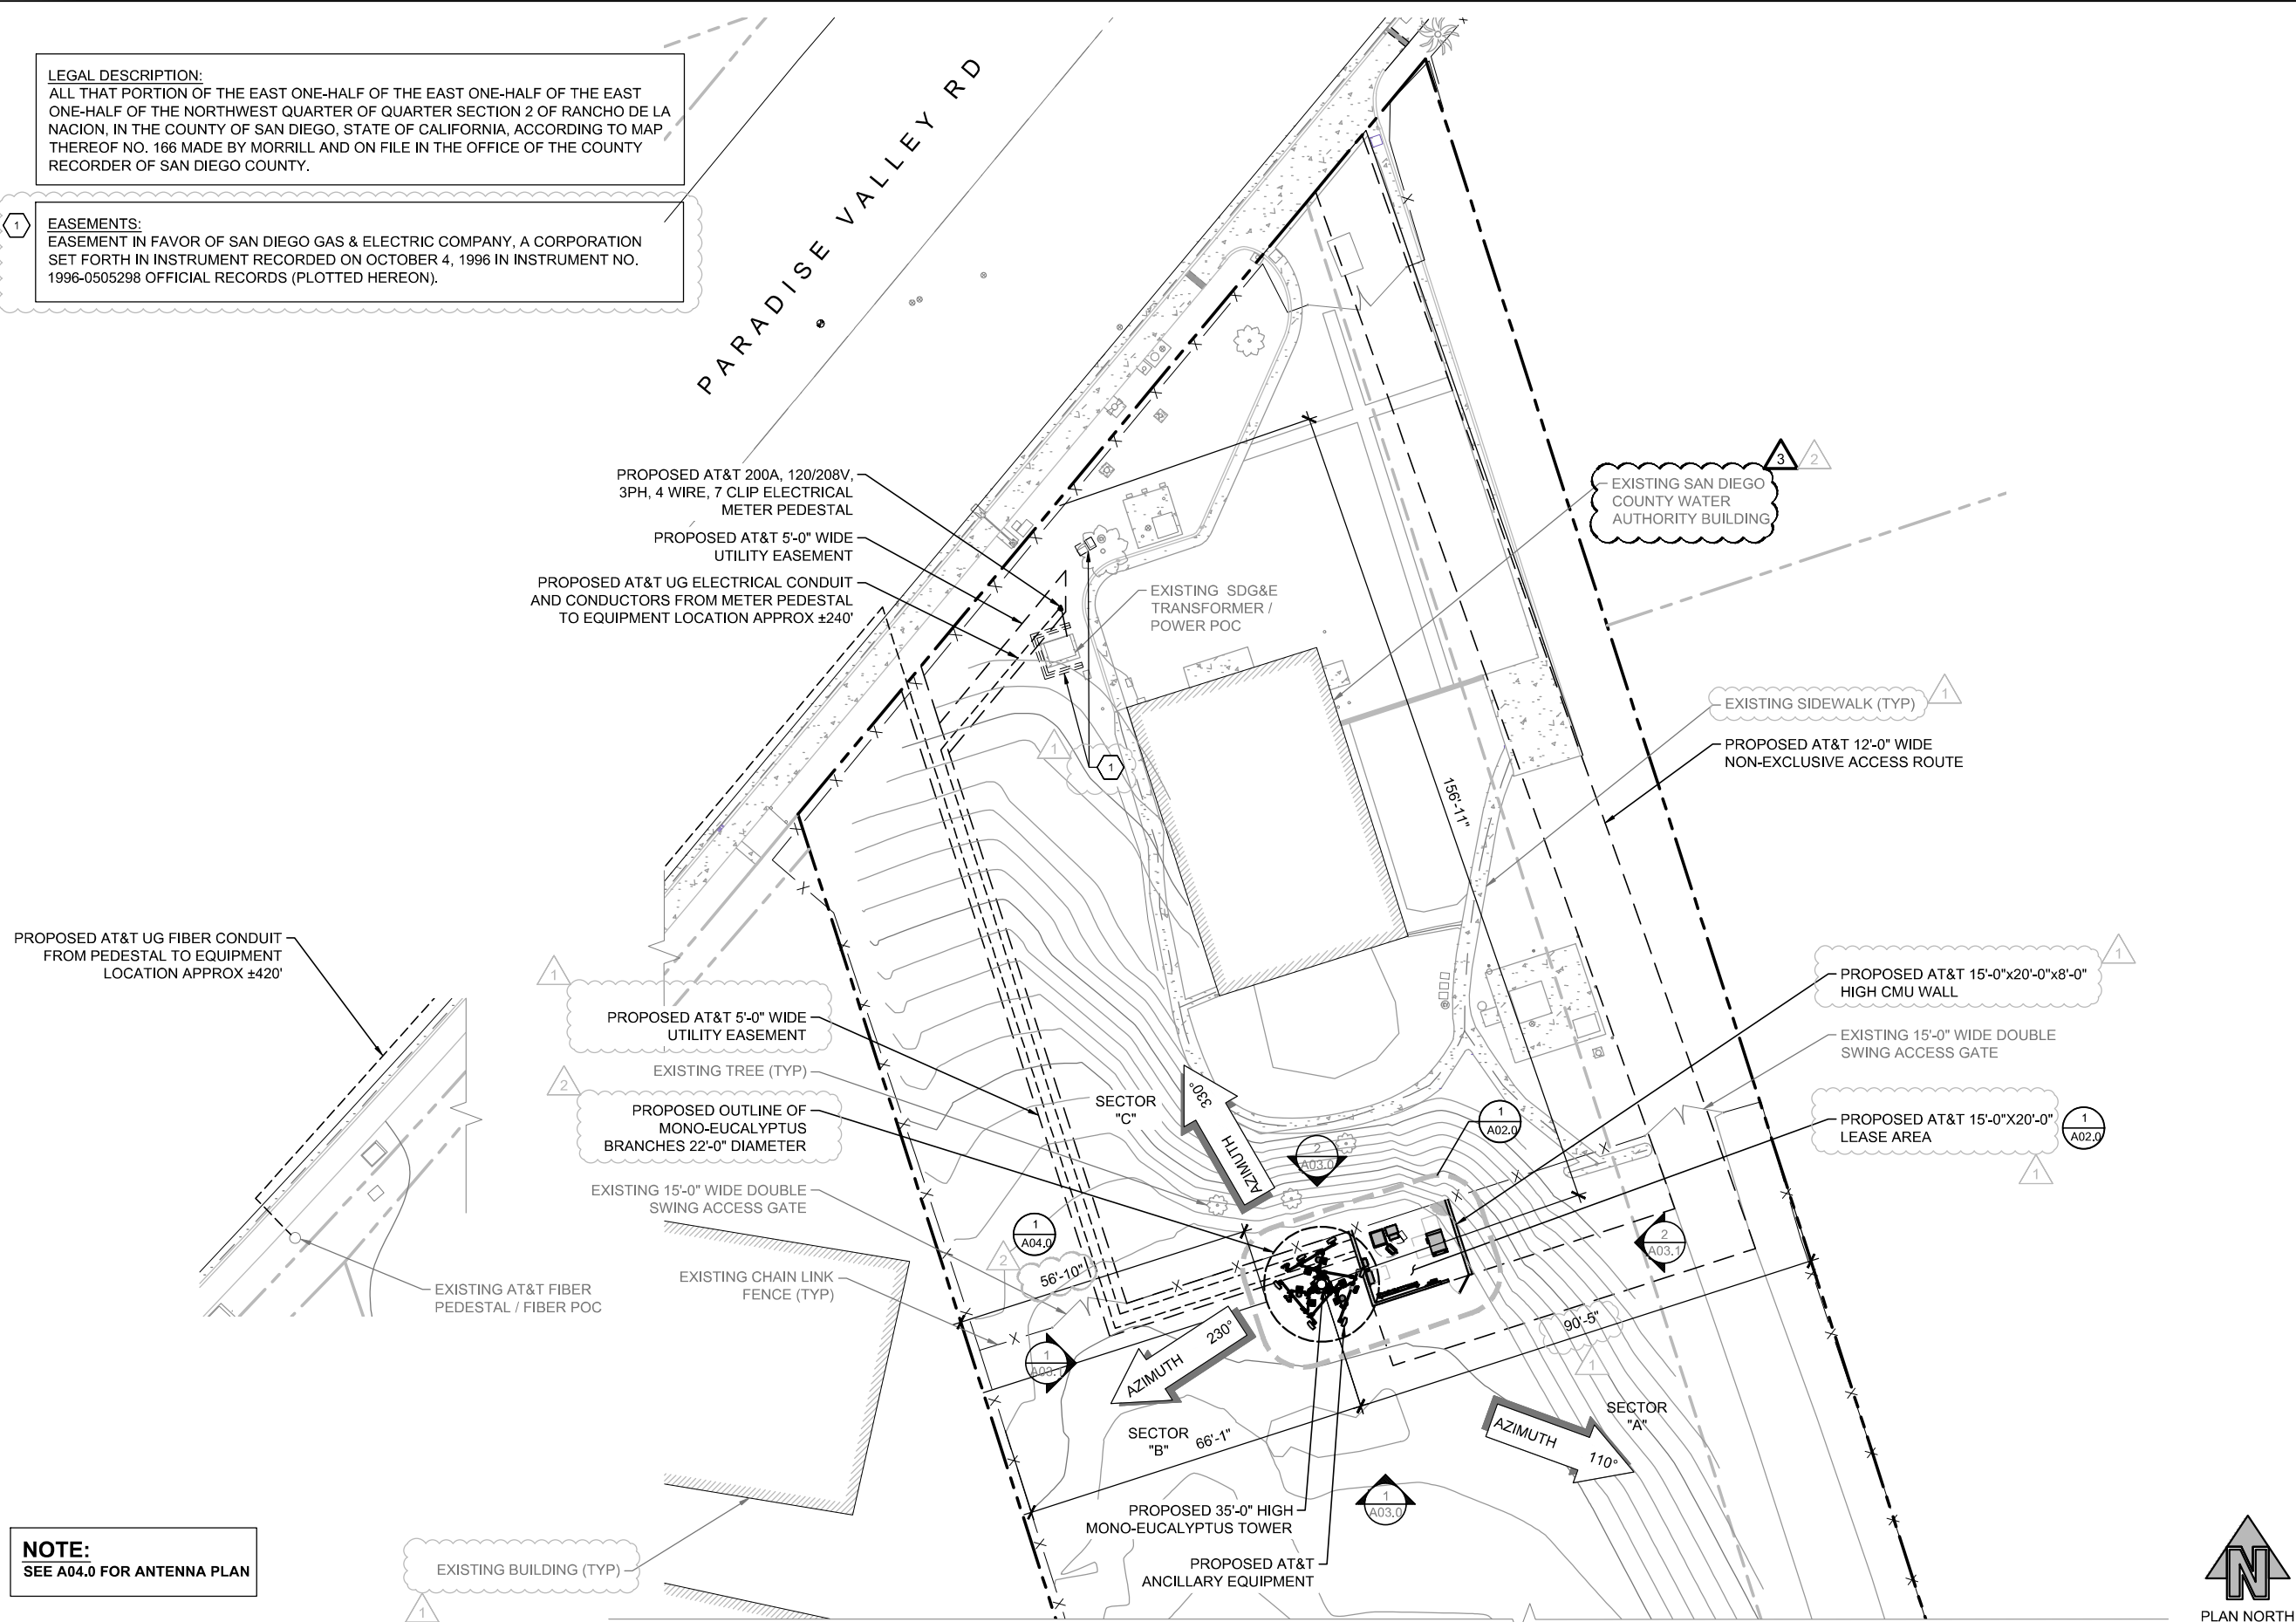 LEGAL DESCRIPTION:
ALL THAT PORTION OF THE EAST ONE-HALF OF THE EAST ONE-HALF OF THE EAST
ONE-HALF OF THE NORTHWEST QUARTER OF QUARTER SECTION 2 OF RANCHO DE LA
NACION, IN THE COUNTY OF SAN DIEGO, STATE OF CALIFORNIA, ACCORDING TO MAP
THEREOF NO. 166 MADE BY MORRILL AND ON FILE IN THE OFFICE OF THE COUNTY
RECORDER OF SAN DIEGO COUNTY.
1
EASEMENTS:
EASEMENT IN FAVOR OF SAN DIEGO GAS & ELECTRIC COMPANY, A CORPORATION
SET FORTH IN INSTRUMENT RECORDED ON OCTOBER 4, 1996 IN INSTRUMENT NO.
1996-0505298 OFFICIAL RECORDS (PLOTTED HEREON).
PARADISE VALLEY RD
PROPOSED AT&T 200A, 120/208V,
3PH, 4 WIRE, 7 CLIP ELECTRICAL
METER PEDESTAL
PROPOSED AT&T 5'-0" WIDE
UTILITY EASEMENT
PROPOSED AT&T UG ELECTRICAL CONDUIT
AND CONDUCTORS FROM METER PEDESTAL
TO EQUIPMENT LOCATION APPROX ±240'
EXISTING SDG&E
TRANSFORMER /
POWER POC
3
2
EXISTING SAN DIEGO
COUNTY WATER
AUTHORITY BUILDING
1
EXISTING SIDEWALK (TYP)
PROPOSED AT&T 12'-0" WIDE
NON-EXCLUSIVE ACCESS ROUTE
1
1
156'-11"
PROPOSED AT&T UG FIBER CONDUIT
FROM PEDESTAL TO EQUIPMENT
LOCATION APPROX ±420'
1
PROPOSED AT&T 5'-0" WIDE
UTILITY EASEMENT
EXISTING TREE (TYP)
2
PROPOSED OUTLINE OF
MONO-EUCALYPTUS
BRANCHES 22'-0" DIAMETER
EXISTING 15'-0" WIDE DOUBLE
SWING ACCESS GATE
EXISTING CHAIN LINK
FENCE (TYP)
EXISTING AT&T FIBER
PEDESTAL / FIBER POC
1
PROPOSED AT&T 15'-0"x20'-0"x8'-0"
HIGH CMU WALL
EXISTING 15'-0" WIDE DOUBLE
SWING ACCESS GATE
PROPOSED AT&T 15'-0"X20'-0"
LEASE AREA
1
A02.0
1
SECTOR
"C"
330°
AZIMUTH
2
A03.0
1
A02.0
1
A04.0
2
56'-10"
2
A03.1
1
A03.1
230°
AZIMUTH
90'-5"
1
SECTOR
"B"
66'-1"
SECTOR
"A"
AZIMUTH
110°
PROPOSED 35'-0" HIGH
MONO-EUCALYPTUS TOWER
1
A03.0
PROPOSED AT&T
ANCILLARY EQUIPMENT
EXISTING BUILDING (TYP)
1
NOTE:
SEE A04.0 FOR ANTENNA PLAN
N
PLAN NORTH